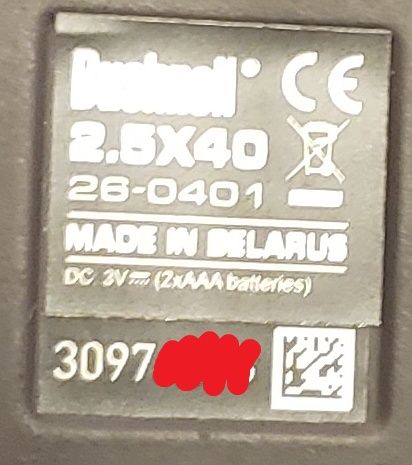 Bushnell® CE
2.5X40
26-0401
MADE IN BELARUS
DC 3V⎓ (2xAAA batteries)
3097